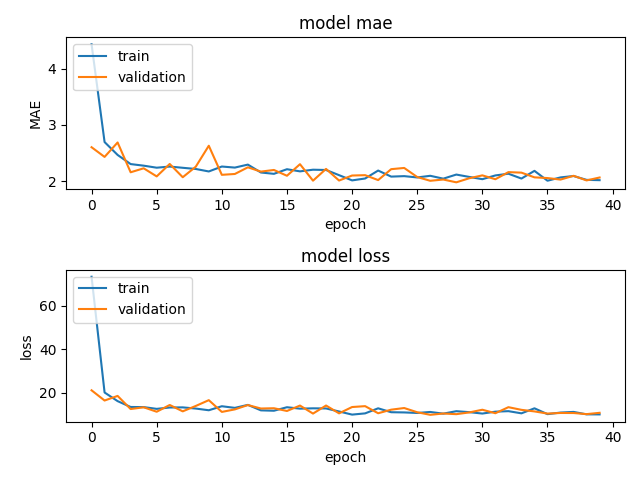 model mae
train
validation
4
3
2
MAE
0 5 10 15 20 25 30 35 40
epoch
model loss
train
validation
60
40
20
loss
0 5 10 15 20 25 30 35 40
epoch